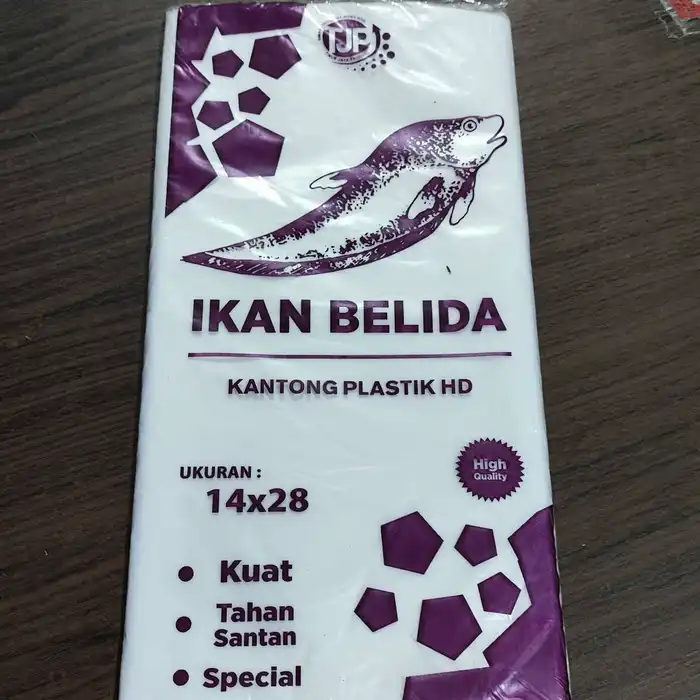 TJP
IKAN BELIDA
KANTONG PLASTIK HD
UKURAN :
14x28
High
Quality
Kuat
Tahan
Santan
Special